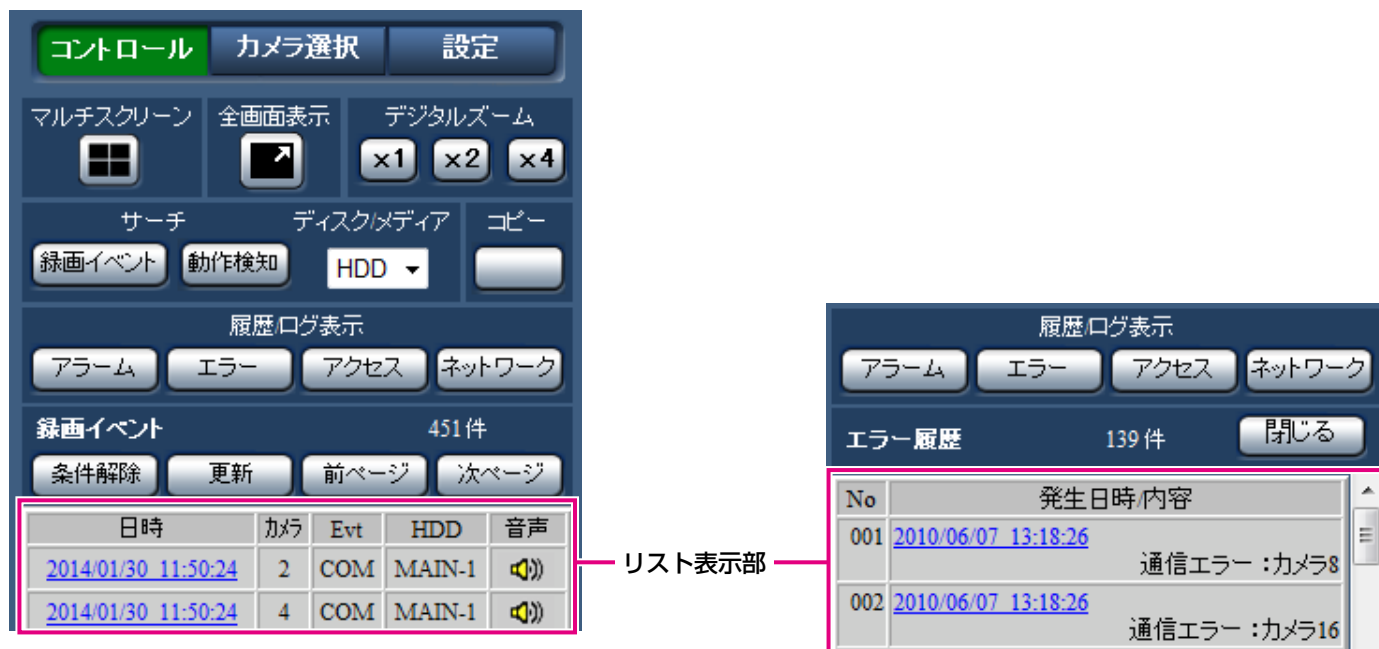 コントロール カメラ選択 設定
マルチスクリーン 全画面表示 デジタルズーム
×1 ×2 ×4
サーチ ディスク/メディア コピー
録画イベント 動作検知 HDD
履歴/ログ表示
アラーム エラー アクセス ネットワーク
録画イベント 451件
条件解除 更新 前ページ 次ページ
日時 カメラ Evt HDD 音声
2014/01/30 11:50:24 2 COM MAIN-1
2014/01/30 11:50:24 4 COM MAIN-1
リスト表示部
履歴/ログ表示
アラーム エラー アクセス ネットワーク
エラー履歴 139件 閉じる
No 発生日時/内容
001 2010/06/07 13:18:26
通信エラー：カメラ8
002 2010/06/07 13:18:26
通信エラー：カメラ16